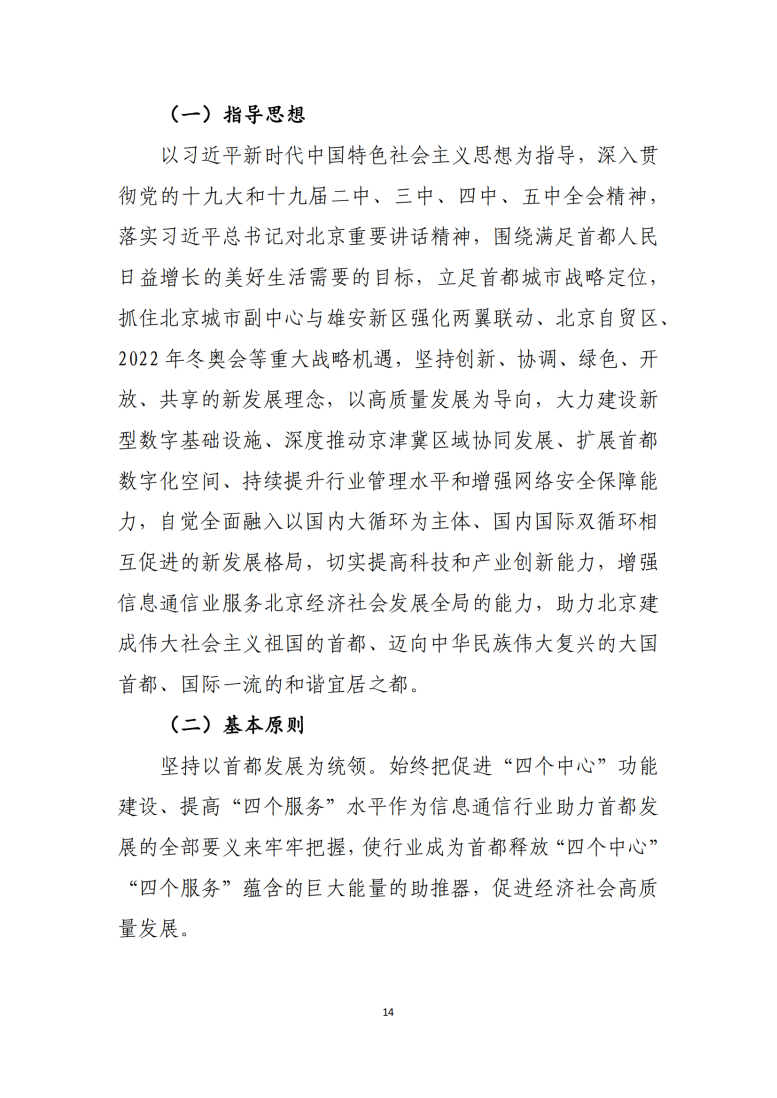 （一）指导思想
以习近平新时代中国特色社会主义思想为指导，深入贯
彻党的十九大和十九届二中、三中、四中、五中全会精神，
落实习近平总书记对北京重要讲话精神，围绕满足首都人民
日益增长的美好生活需要的目标，立足首都城市战略定位，
抓住北京城市副中心与雄安新区强化两翼联动、北京自贸区、
2022 年冬奥会等重大战略机遇，坚持创新、协调、绿色、开
放、共享的新发展理念，以高质量发展为导向，大力建设新
型数字基础设施、深度推动京津冀区域协同发展、扩展首都
数字化空间、持续提升行业管理水平和增强网络安全保障能
力，自觉全面融入以国内大循环为主体、国内国际双循环相
互促进的新发展格局，切实提高科技和产业创新能力，增强
信息通信业服务北京经济社会发展全局的能力，助力北京建
成伟大社会主义祖国的首都、迈向中华民族伟大复兴的大国
首都、国际一流的和谐宜居之都。
（二）基本原则
坚持以首都发展为统领。始终把促进“四个中心”功能
建设、提高“四个服务”水平作为信息通信行业助力首都发
展的全部要义来牢牢把握，使行业成为首都释放“四个中心”
“四个服务”蕴含的巨大能量的助推器，促进经济社会高质
量发展。
14